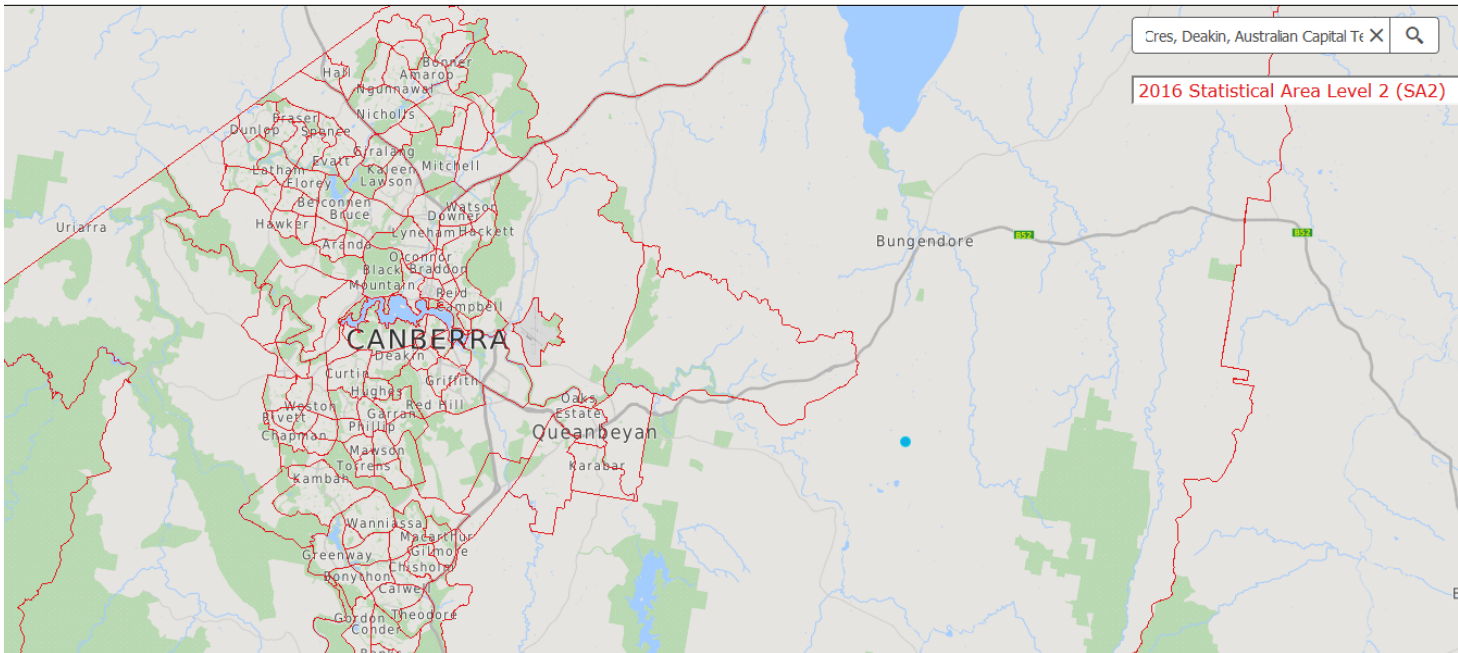 Cres, Deakin, Australian Capital Te
2016 Statistical Area Level 2 (SA2)
Bonner
Hall
Amaroo
Ngunnawal
Nicholls
Fraser
Dunlop
Spence
Giralang
Evatt
Mitchell
Latham
Kaleen
Florey
Lawson
Belconnen
Watson
Bruce
Downer
Hawker
Uriarra
Lyneham
Hackett
Aranda
Bungendore
B52
B52
O'connor
Black
Mountain
Braddon
Reid
Campbell
CANBERRA
Deakin
Curtin
Griffith
Hughes
Oaks
Estate
Weston
Red Hill
Rivett
Garran
Phillip
Chapman
Queanbeyan
Mawson
Torrens
Karabar
Kambah
Wanniassa
Macarthur
Greenway
Gilmore
Chisholm
Bonython
Calwell
Gordon
Theodore
Conder